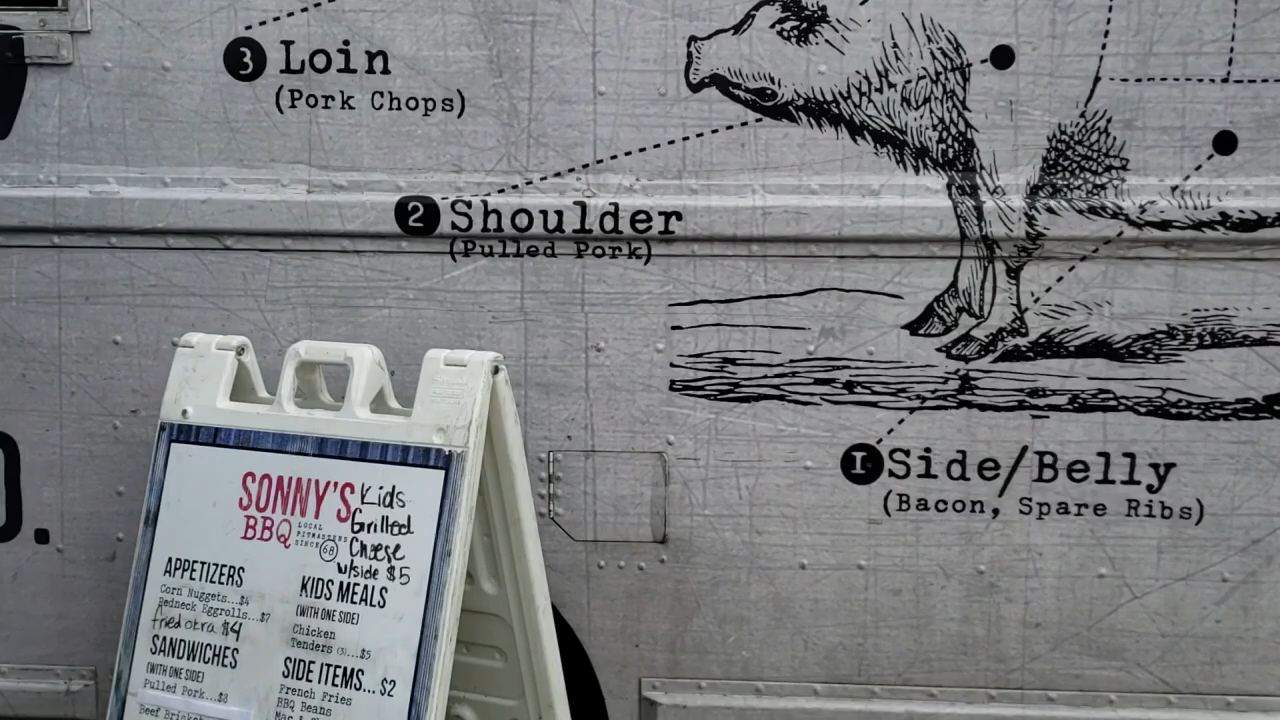 3 Loin
(Pork Chops)
2 Shoulder
(Pulled Pork)
1 Side/Belly
(Bacon, Spare Ribs)
SONNY'S
BBQ
LOCAL
PITMASTERS
SINCE 68
Kids
Grilled
Cheese
w/side $5
APPETIZERS
Corn Nuggets...$4
Redneck Eggrolls...$7
fried okra $4
SANDWICHES
(WITH ONE SIDE)
Pulled Pork...$8
KIDS MEALS
(WITH ONE SIDE)
Chicken
Tenders (3)...$5
SIDE ITEMS... $2
French Fries
BBQ Beans